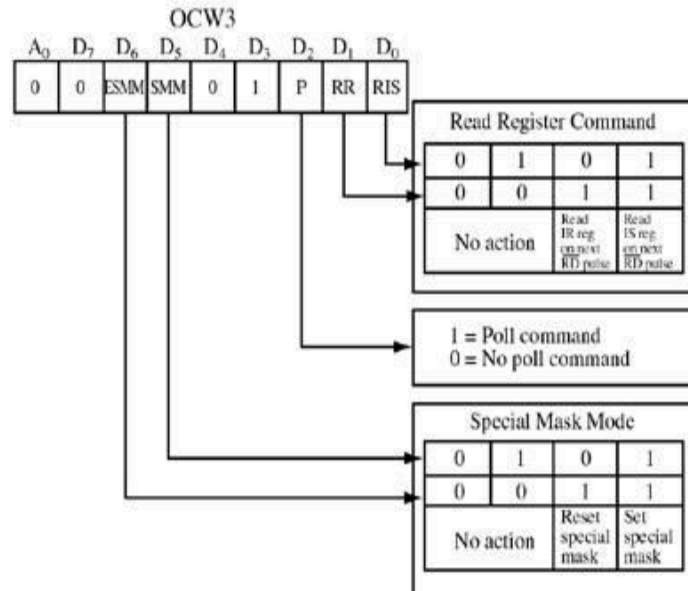 OCW3
A0 D7 D6 D5 D4 D3 D2 D1 D0
0 0 ESMM SMM 0 1 P RR RIS
Read Register Command
0 1 0 1
0 0 1 1
No action
Read
IR reg
on next
RD pulse
Read
IS reg
on next
RD pulse
1 = Poll command
0 = No poll command
Special Mask Mode
0 1 0 1
0 0 1 1
No action
Reset
special
mask
Set
special
mask